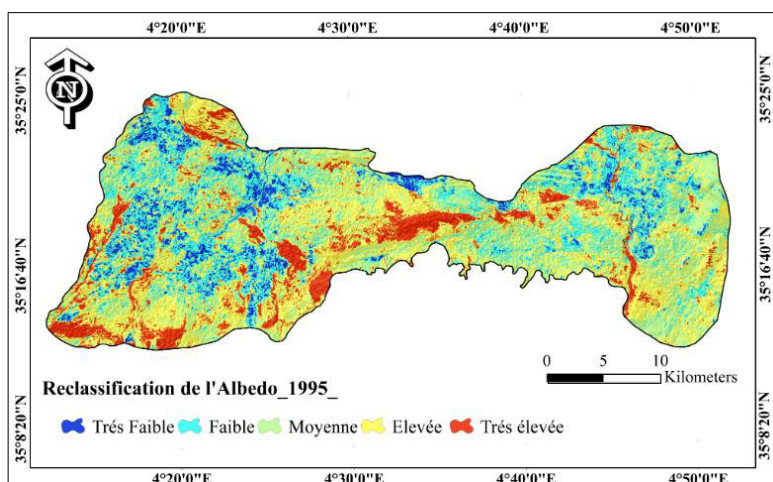 4°20'0"E 4°30'0"E 4°40'0"E 4°50'0"E
35°25'0"N 35°25'0"N
N
35°16'40"N 35°16'40"N
0 5 10
Kilometers
Reclassification de l'Albedo_1995_
Trés Faible Faible Moyenne Elevée Trés élevée
35°8'20"N 35°8'20"N
4°20'0"E 4°30'0"E 4°40'0"E 4°50'0"E